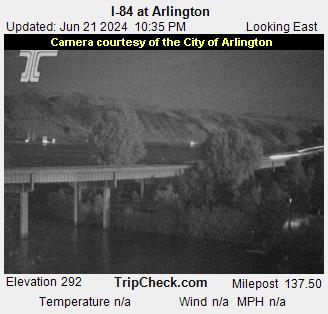 I-84 at Arlington
Updated: Jun 21 2024 10:35 PM Looking East
Camera courtesy of the City of Arlington
Elevation 292 TripCheck.com Milepost 137.50
Temperature n/a Wind n/a MPH n/a